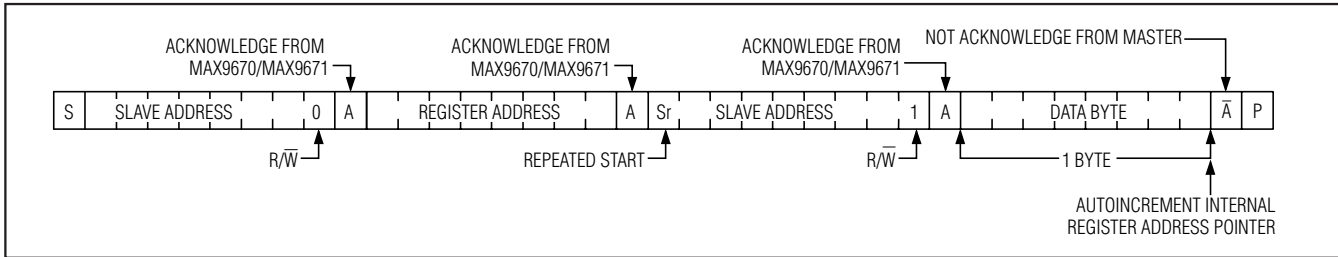 ACKNOWLEDGE FROM
MAX9670/MAX9671
ACKNOWLEDGE FROM
MAX9670/MAX9671
ACKNOWLEDGE FROM
MAX9670/MAX9671
NOT ACKNOWLEDGE FROM MASTER
S SLAVE ADDRESS 0 A REGISTER ADDRESS A Sr SLAVE ADDRESS 1 A DATA BYTE A̅ P
R/W̅ REPEATED START R/W̅ 1 BYTE
AUTOINCREMENT INTERNAL
REGISTER ADDRESS POINTER